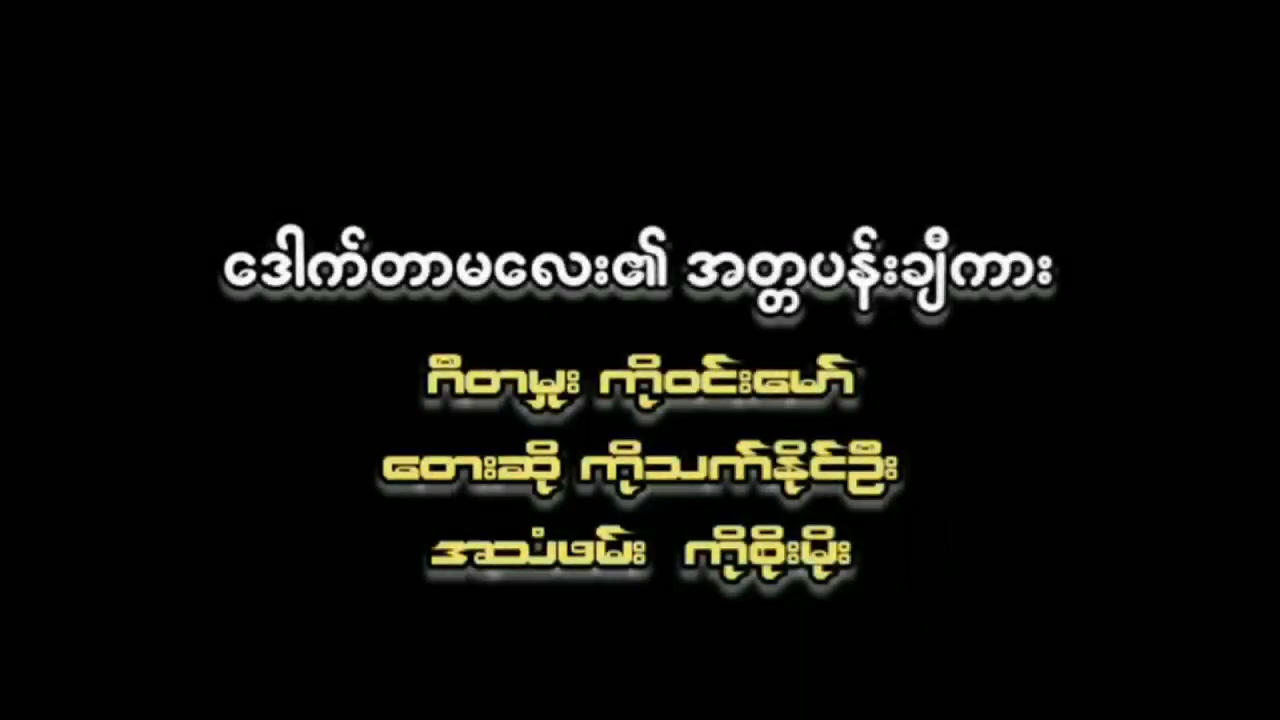 ဒေါက်တာမလေး၏ အတ္တပန်းချီကား
ဂီတမှူး ကိုဝင်းမော်
တေးဆို ကိုသက်နိုင်ဦး
အသံဖမ်း ကိုစိုးမိုး